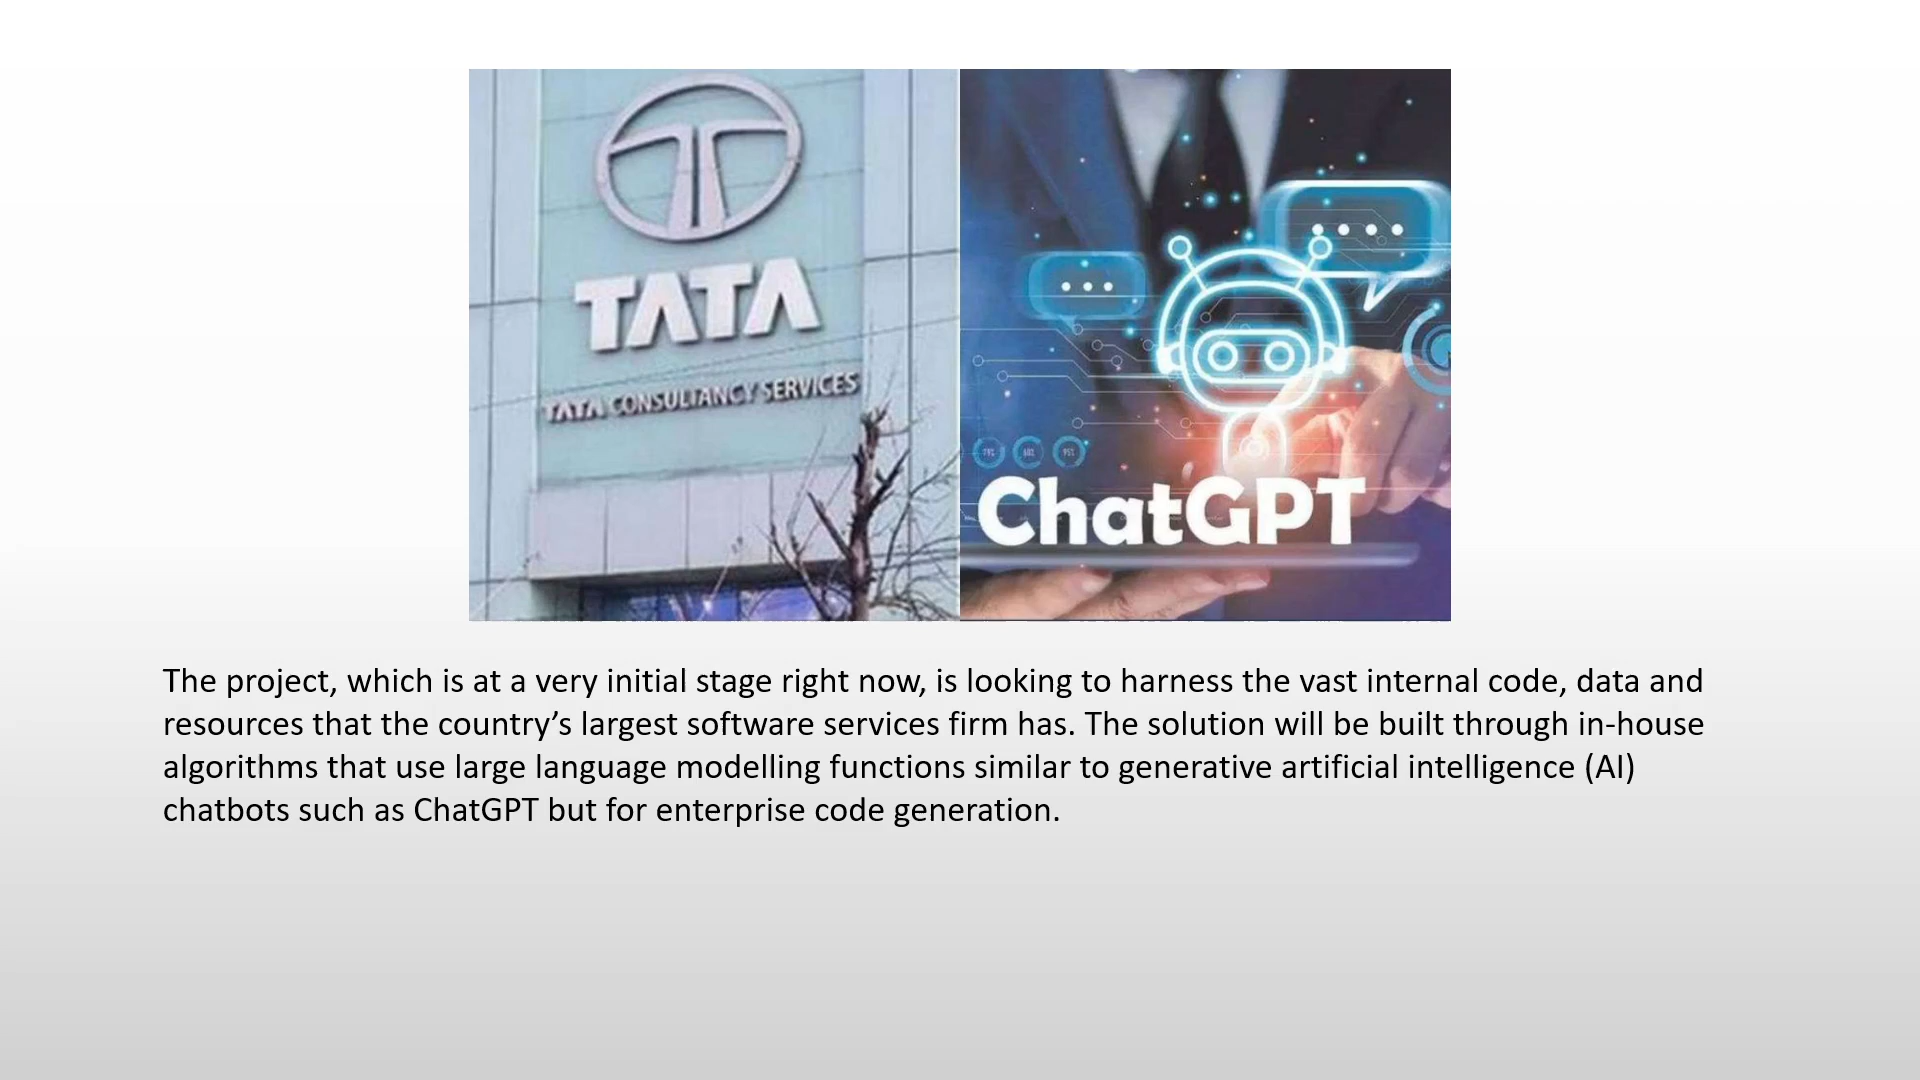 TATA
TATA CONSULTANCY SERVICES
ChatGPT
The project, which is at a very initial stage right now, is looking to harness the vast internal code, data and
resources that the country’s largest software services firm has. The solution will be built through in-house
algorithms that use large language modelling functions similar to generative artificial intelligence (AI)
chatbots such as ChatGPT but for enterprise code generation.